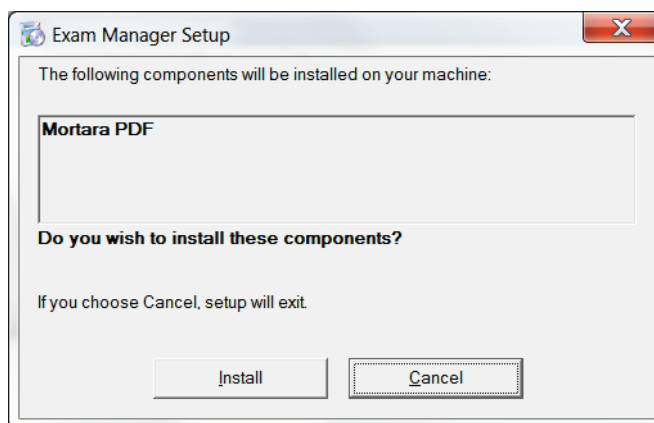 Exam Manager Setup
The following components will be installed on your machine:
Mortara PDF
Do you wish to install these components?
If you choose Cancel, setup will exit.
Install
Cancel